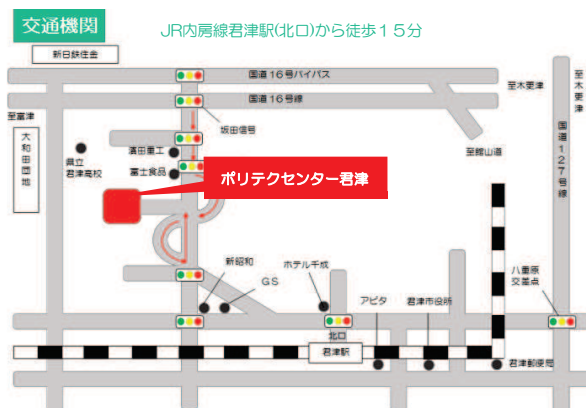 交通機関
JR内房線君津駅(北口)から徒歩１５分
新日鉄住金
国道16号バイパス
至木更津
至木更津
国道16号線
至富津
坂田信号
国道127号線
大和田団地
濱田重工
至館山道
県立
君津高校
富士食品
ポリテクセンター君津
新昭和
ホテル千成
八重原
交差点
ＧＳ
アピタ
君津市役所
北口
君津駅
君津郵便局